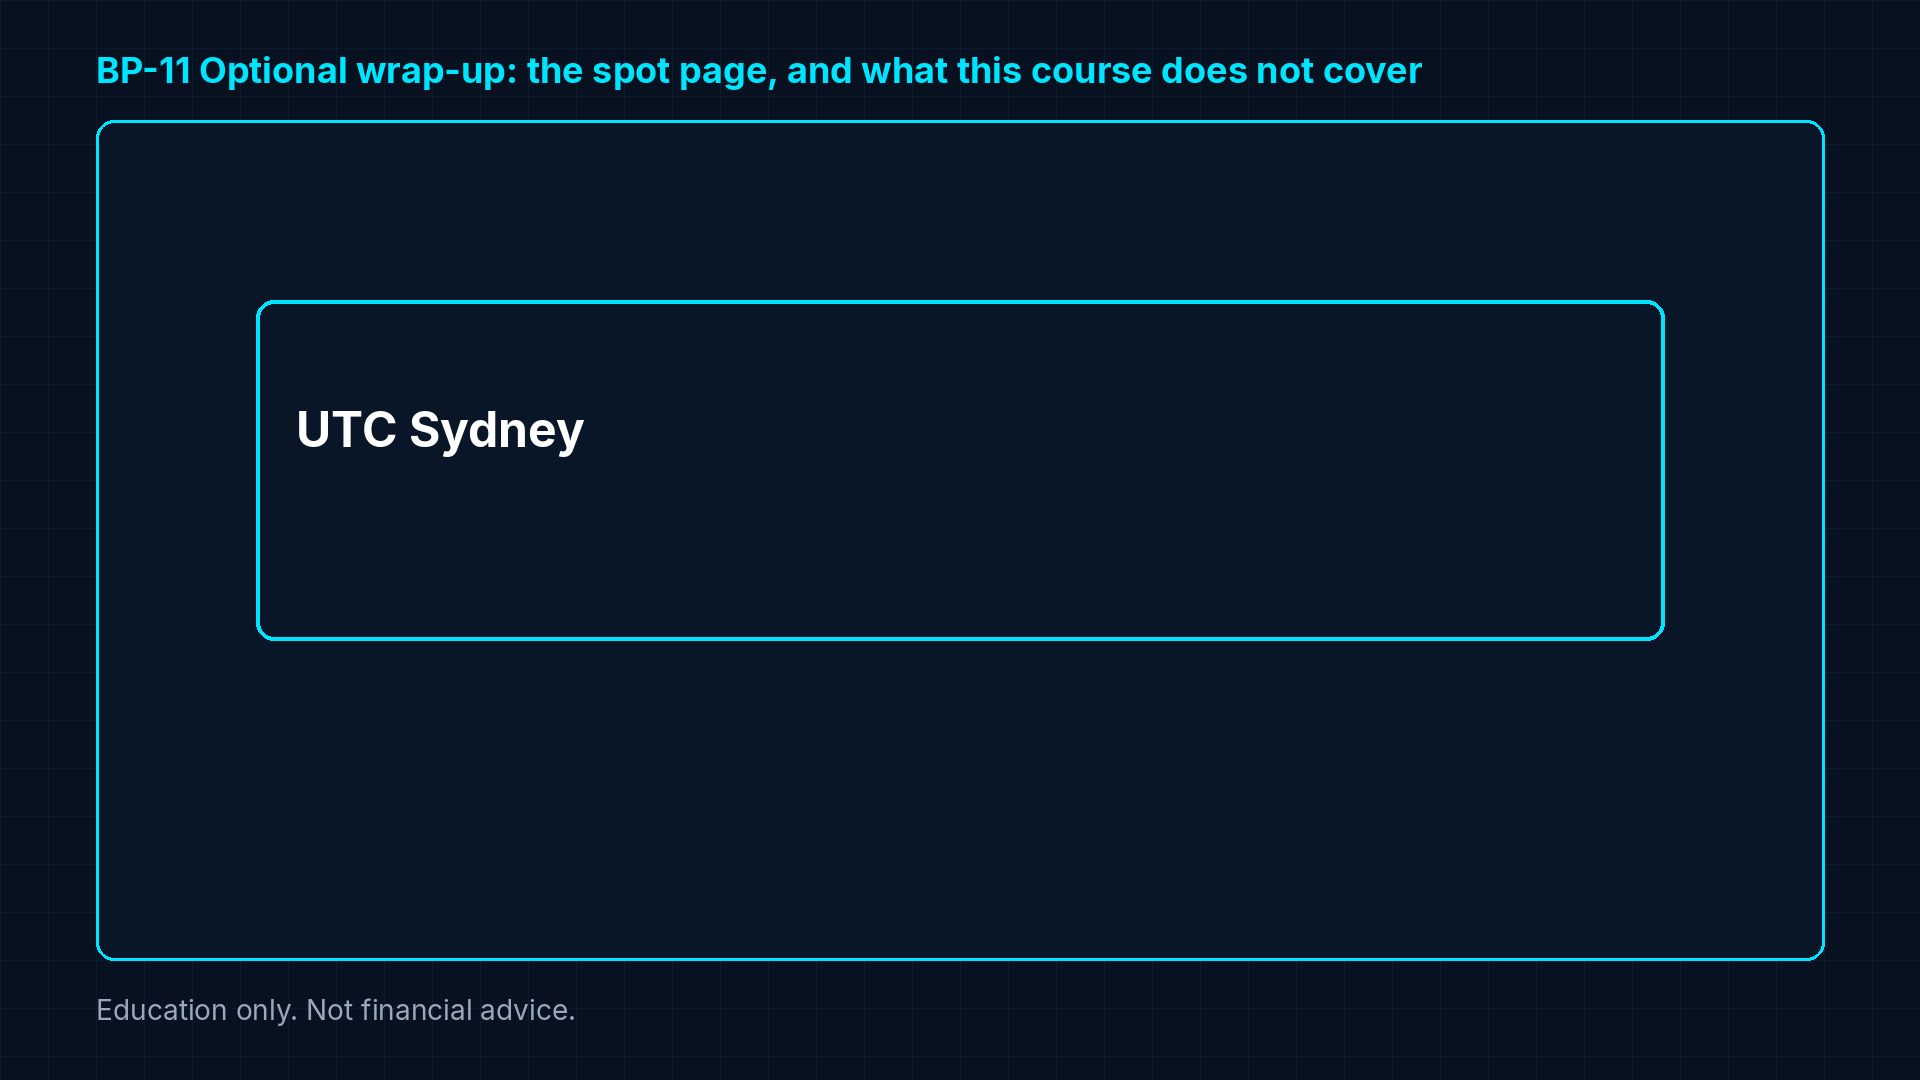 BP-11 Optional wrap-up: the spot page, and what this course does not cover
UTC Sydney
Education only. Not financial advice.